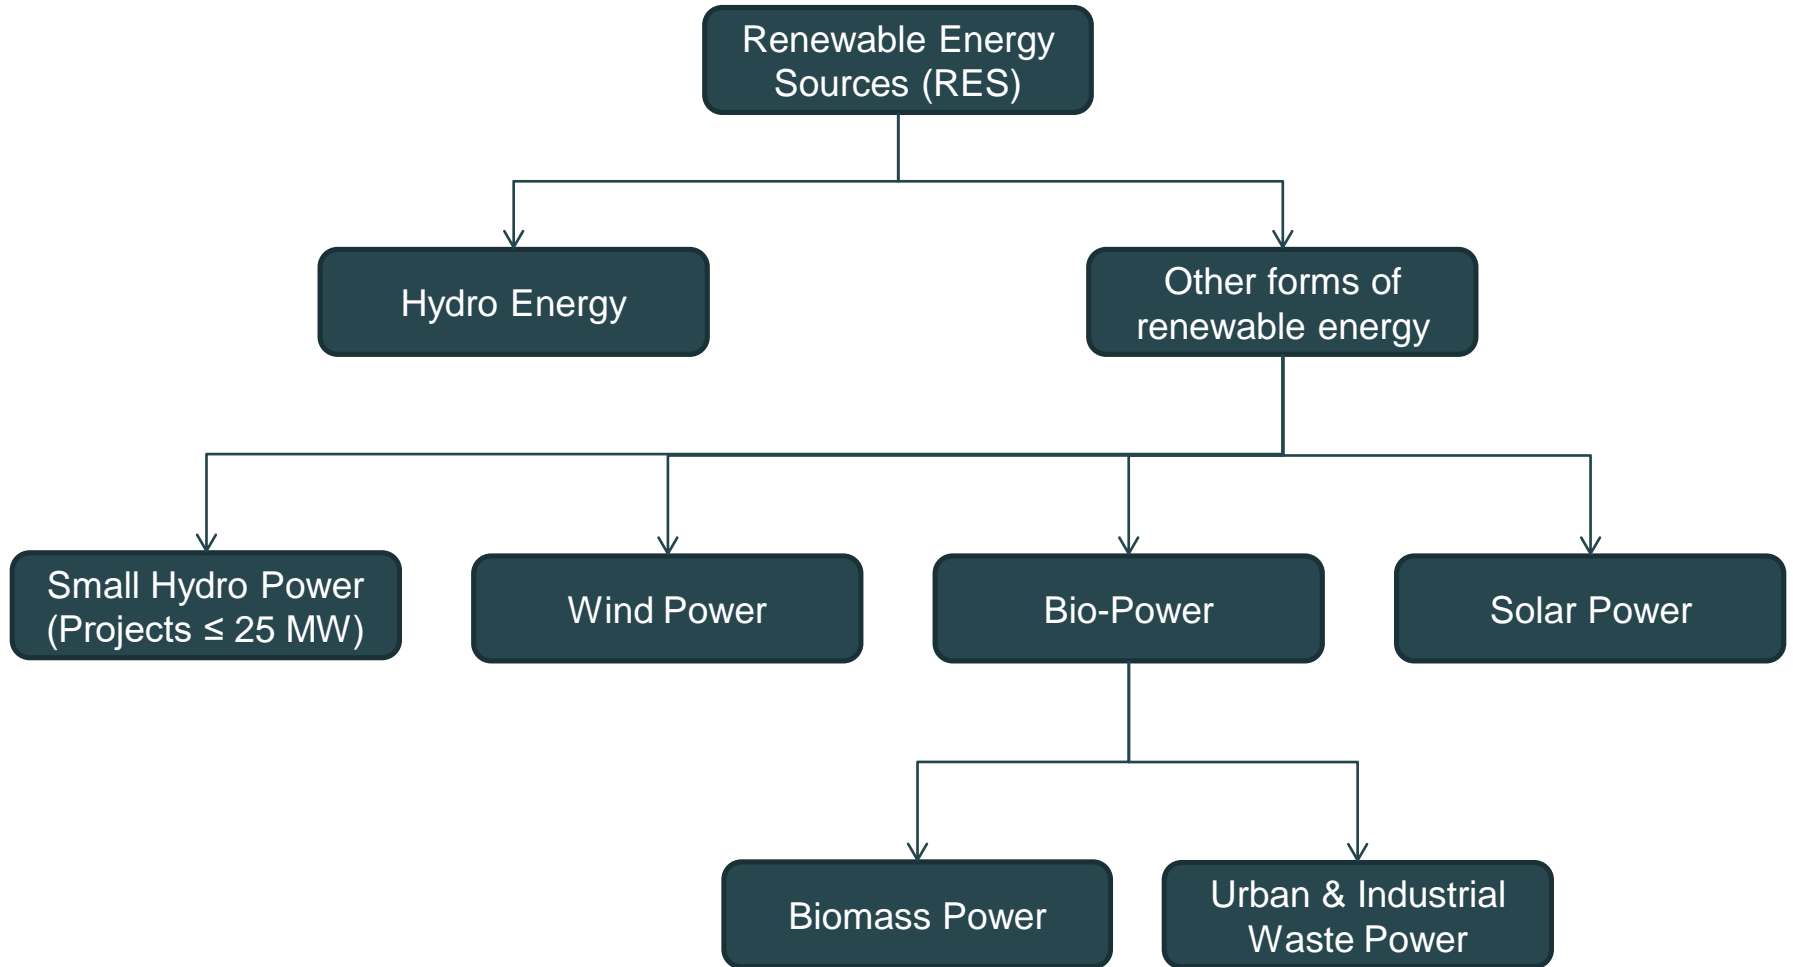 Renewable Energy
Sources (RES)
Hydro Energy
Other forms of
renewable energy
Small Hydro Power
(Projects ≤ 25 MW)
Wind Power
Bio-Power
Solar Power
Biomass Power
Urban & Industrial
Waste Power